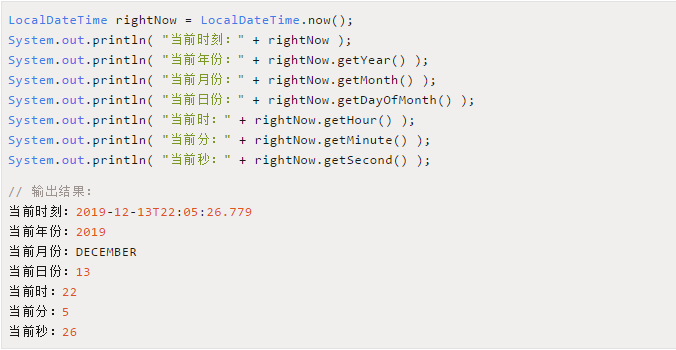 LocalDateTime rightNow = LocalDateTime.now();
System.out.println( "当前时刻：" + rightNow );
System.out.println( "当前年份：" + rightNow.getYear() );
System.out.println( "当前月份：" + rightNow.getMonth() );
System.out.println( "当前日份：" + rightNow.getDayOfMonth() );
System.out.println( "当前时：" + rightNow.getHour() );
System.out.println( "当前分：" + rightNow.getMinute() );
System.out.println( "当前秒：" + rightNow.getSecond() );
// 输出结果：
当前时刻：2019-12-13T22:05:26.779
当前年份：2019
当前月份：DECEMBER
当前日份：13
当前时：22
当前分：5
当前秒：26